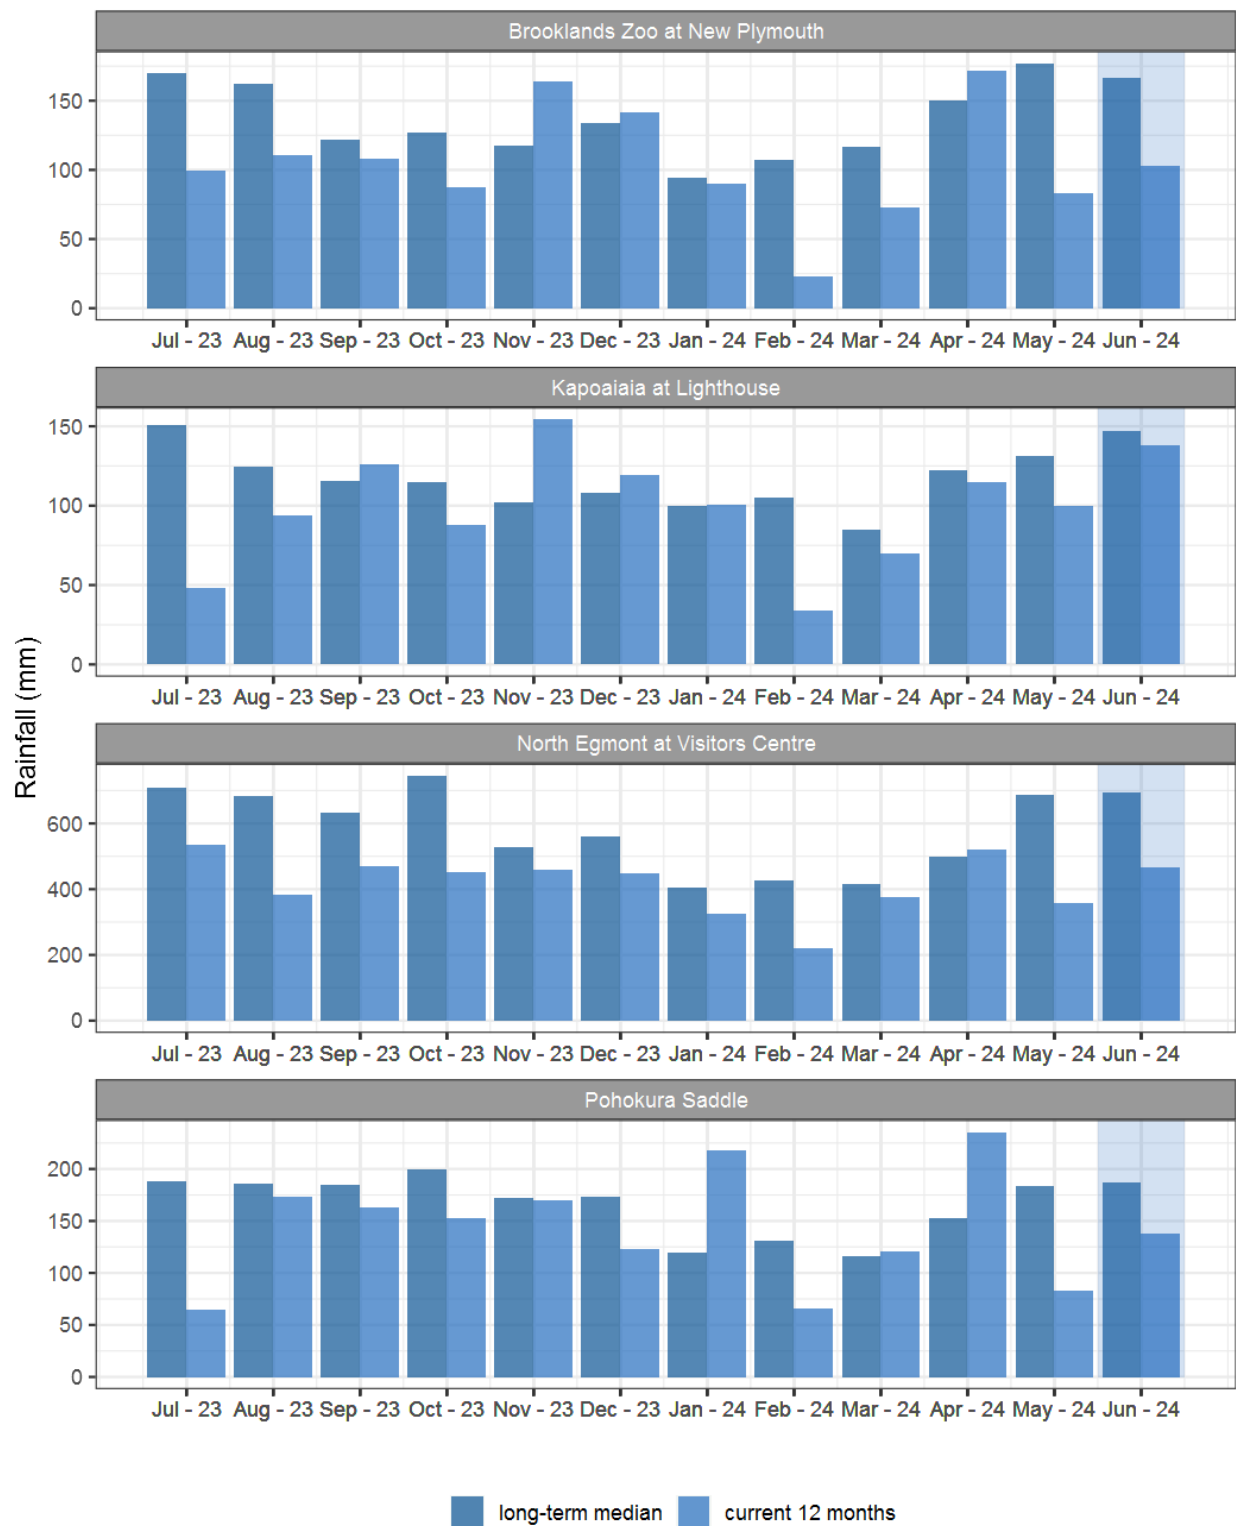 Brooklands Zoo at New Plymouth
150
100
50
0
Jul - 23 Aug - 23 Sep - 23 Oct - 23 Nov - 23 Dec - 23 Jan - 24 Feb - 24 Mar - 24 Apr - 24 May - 24 Jun - 24
Kapoaiaia at Lighthouse
150
100
50
0
Jul - 23 Aug - 23 Sep - 23 Oct - 23 Nov - 23 Dec - 23 Jan - 24 Feb - 24 Mar - 24 Apr - 24 May - 24 Jun - 24
Rainfall (mm)
North Egmont at Visitors Centre
600
400
200
0
Jul - 23 Aug - 23 Sep - 23 Oct - 23 Nov - 23 Dec - 23 Jan - 24 Feb - 24 Mar - 24 Apr - 24 May - 24 Jun - 24
Pohokura Saddle
200
150
100
50
0
Jul - 23 Aug - 23 Sep - 23 Oct - 23 Nov - 23 Dec - 23 Jan - 24 Feb - 24 Mar - 24 Apr - 24 May - 24 Jun - 24
long-term median current 12 months